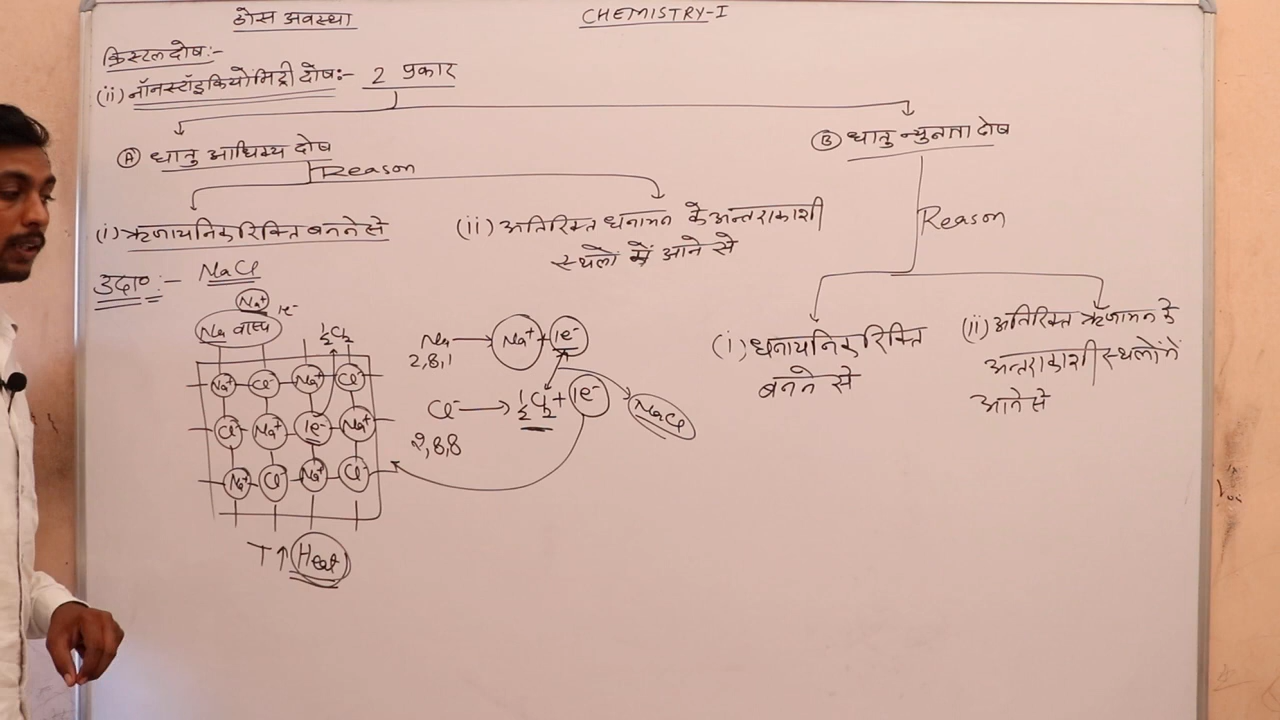 ठोस अवस्था
CHEMISTRY-I
क्रिस्टल दोष:-
(ii) नॉनस्टॉइकियोमिट्री दोष:- 2 प्रकार
(A) धातु आधिक्य दोष
(B) धातु न्युनता दोष
Reason
(i) ऋणायनिक रिक्ति बनने से
(ii) अतिरिक्त धनायन के अन्तराकाशी
स्थलों में आने से
Reason
उदा०:- NaCl
Na+ 1e-
Na वाष्प
½Cl2
Na → Na+ + 1e-
2,8,1
Cl- → ½Cl2 + 1e-
2,8,8
NaCl
Na+ Cl- Na+ Cl-
Cl- Na+ 1e- Na+
Na+ Cl- Na+ Cl-
T↑ Heat
(i) धनायनिक रिक्ति
बनने से
(ii) अतिरिक्त ऋणायन के
अन्तराकाशी स्थलों में
आने से